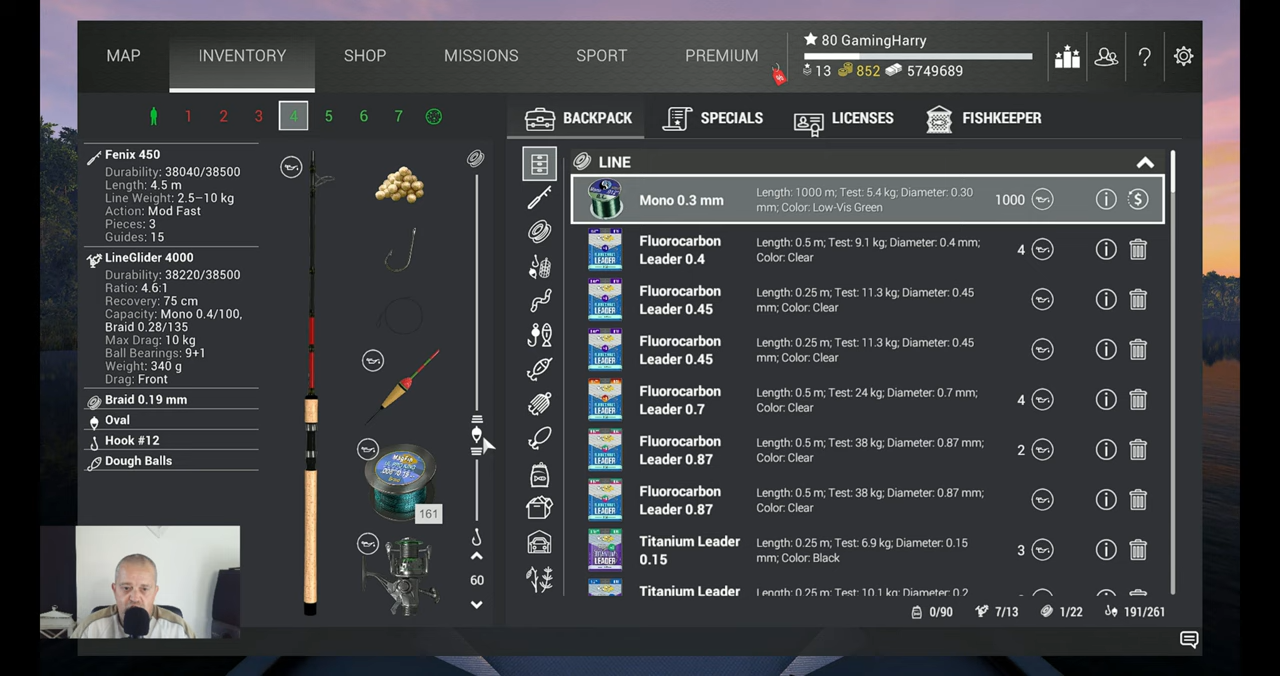 MAP INVENTORY SHOP MISSIONS SPORT PREMIUM
80 GamingHarry
13 852 5749689
1 2 3 4 5 6 7
BACKPACK SPECIALS LICENSES FISHKEEPER
Fenix 450
Durability: 38040/38500
Length: 4.5 m
Line Weight: 2.5–10 kg
Action: Mod Fast
Pieces: 3
Guides: 15
LineGlider 4000
Durability: 38220/38500
Ratio: 4.6:1
Recovery: 75 cm
Capacity: Mono 0.4/100,
Braid 0.28/135
Max Drag: 10 kg
Ball Bearings: 9+1
Weight: 340 g
Drag: Front
Braid 0.19 mm
Oval
Hook #12
Dough Balls
161
60
LINE
Mono 0.3 mm
Length: 1000 m; Test: 5.4 kg; Diameter: 0.30
mm; Color: Low-Vis Green
1000
Fluorocarbon
Leader 0.4
Length: 0.5 m; Test: 9.1 kg; Diameter: 0.4 mm;
Color: Clear
4
Fluorocarbon
Leader 0.45
Length: 0.25 m; Test: 11.3 kg; Diameter: 0.45
mm; Color: Clear
Fluorocarbon
Leader 0.45
Length: 0.25 m; Test: 11.3 kg; Diameter: 0.45
mm; Color: Clear
Fluorocarbon
Leader 0.7
Length: 0.5 m; Test: 24 kg; Diameter: 0.7 mm;
Color: Clear
4
Fluorocarbon
Leader 0.87
Length: 0.5 m; Test: 38 kg; Diameter: 0.87 mm;
Color: Clear
2
Fluorocarbon
Leader 0.87
Length: 0.5 m; Test: 38 kg; Diameter: 0.87 mm;
Color: Clear
Titanium Leader
0.15
Length: 0.25 m; Test: 6.9 kg; Diameter: 0.15
mm; Color: Black
3
Titanium Leader
Length: 0.25 m; Test: 10.1 kg; Diameter: 0.2
0/90 7/13 1/22 191/261